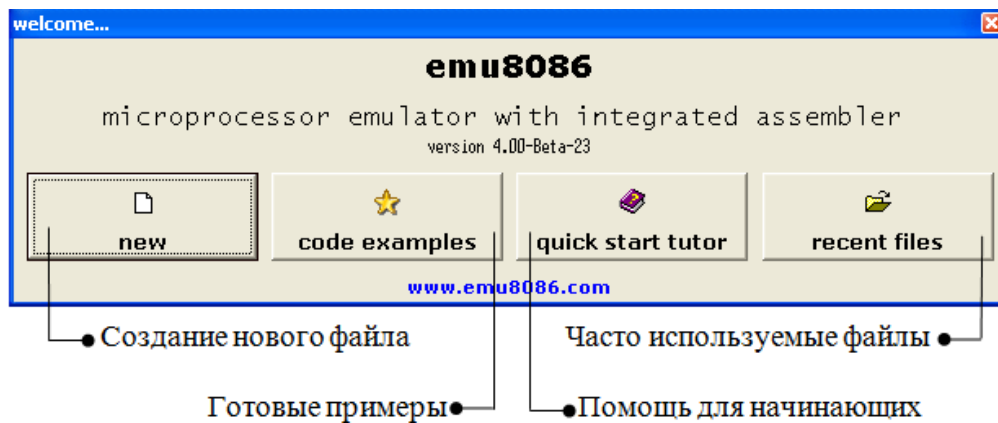 welcome...
emu8086
microprocessor emulator with integrated assembler
version 4.00-Beta-23
new
code examples
quick start tutor
recent files
www.emu8086.com
Создание нового файла
Часто используемые файлы
Готовые примеры
Помощь для начинающих